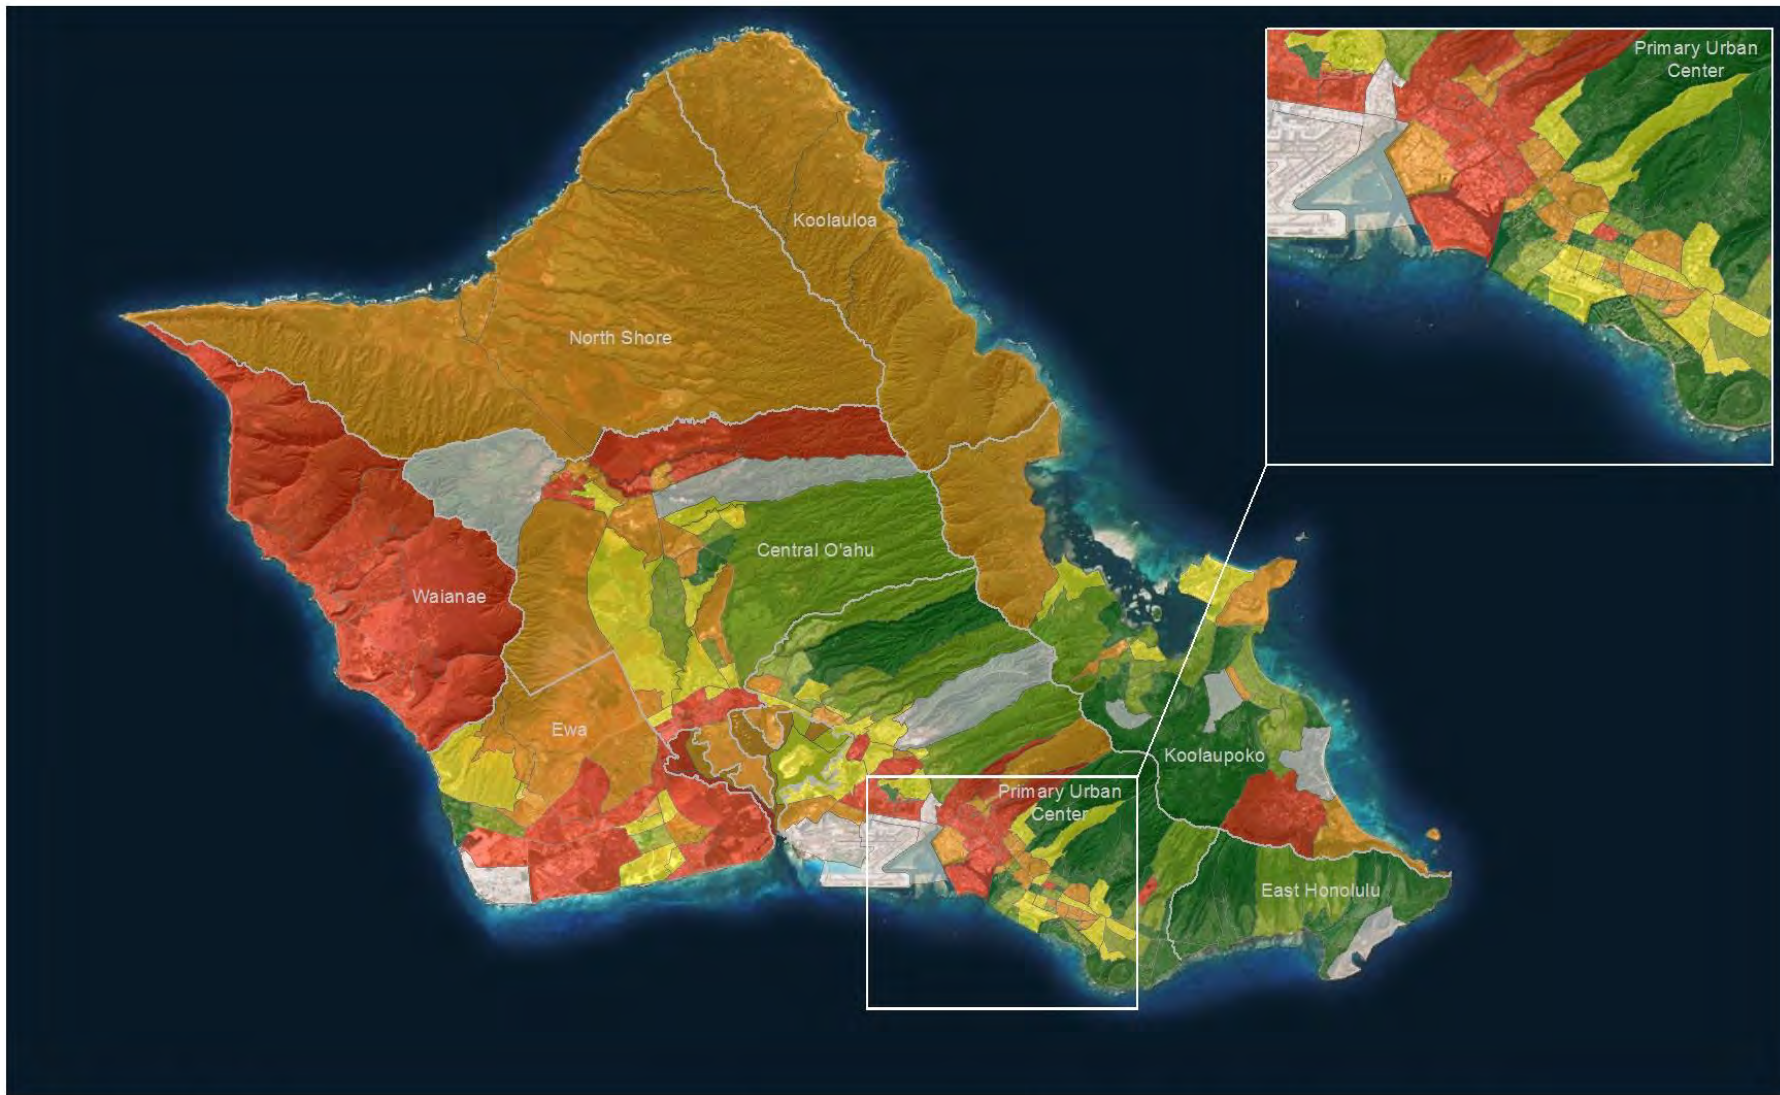 Primary Urban
Center
Koolauloa
North Shore
Central O'ahu
Waianae
Ewa
Koolaupoko
Primary Urban
Center
East Honolulu